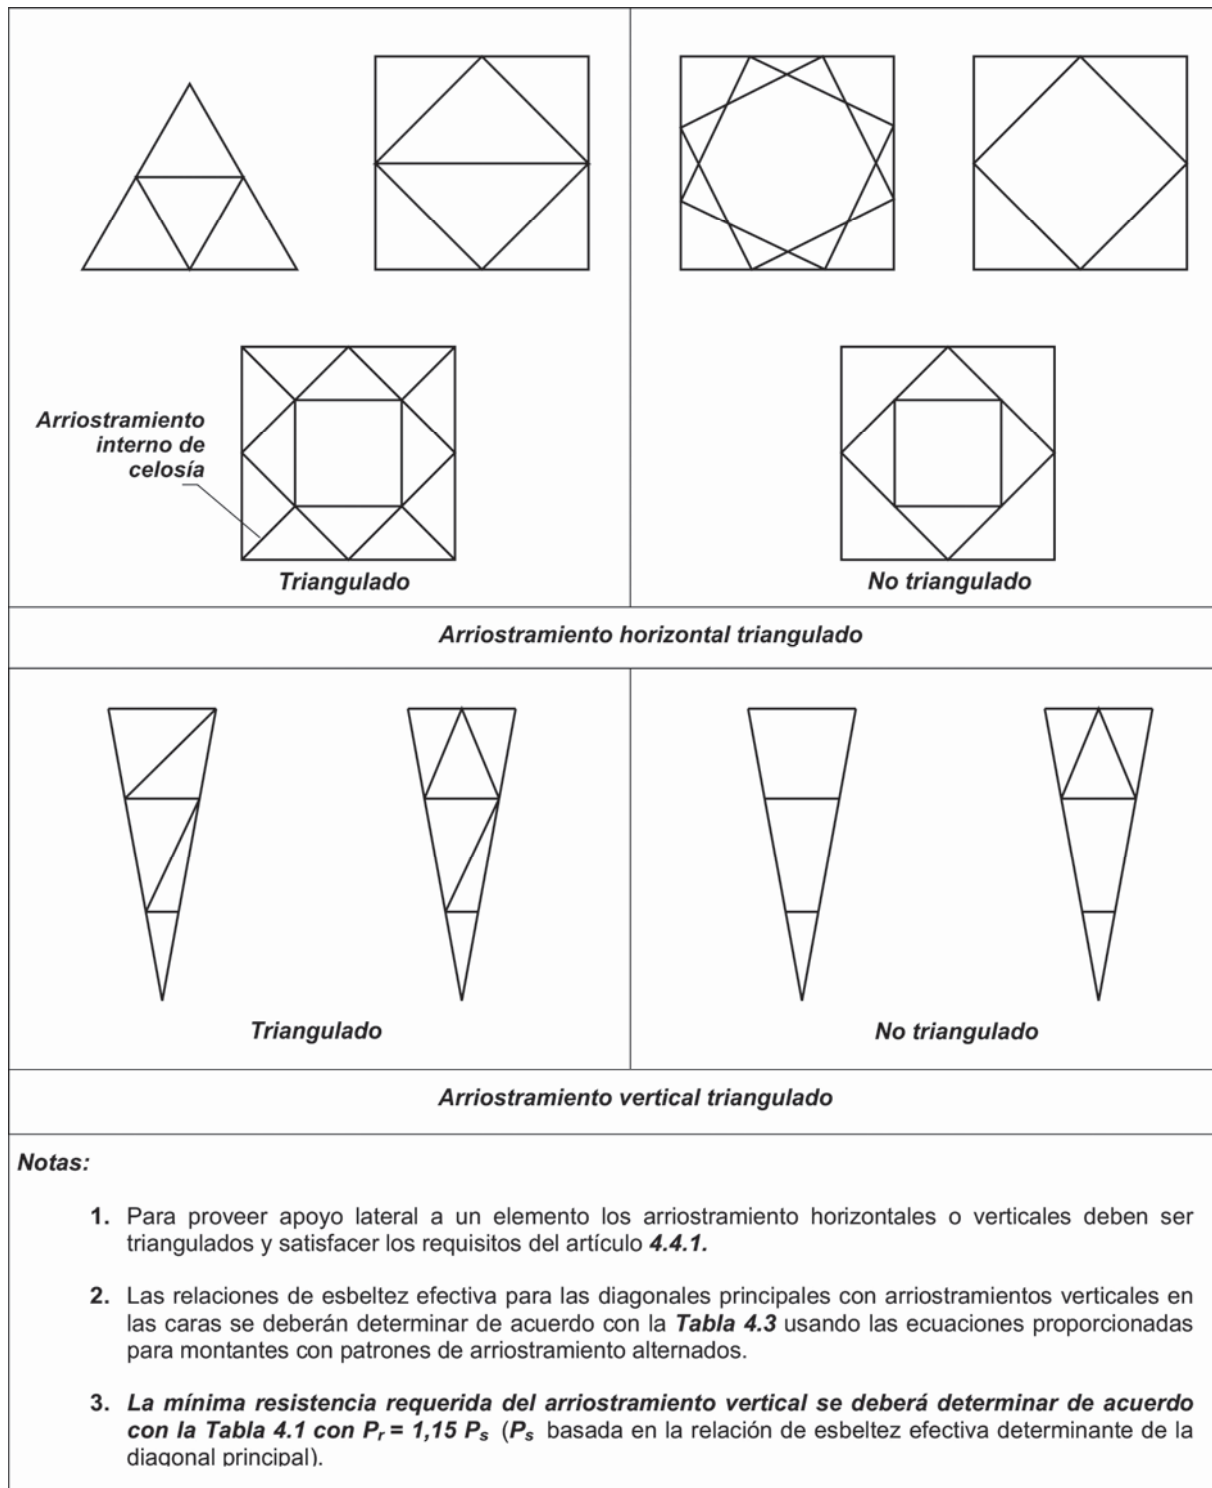 Arriostramiento
interno de
celosía
Triangulado
No triangulado
Arriostramiento horizontal triangulado
Triangulado
No triangulado
Arriostramiento vertical triangulado
Notas:
1. Para proveer apoyo lateral a un elemento los arriostramiento horizontales o verticales deben ser
triangulados y satisfacer los requisitos del artículo 4.4.1.
2. Las relaciones de esbeltez efectiva para las diagonales principales con arriostramientos verticales en
las caras se deberán determinar de acuerdo con la Tabla 4.3 usando las ecuaciones proporcionadas
para montantes con patrones de arriostramiento alternados.
3. La mínima resistencia requerida del arriostramiento vertical se deberá determinar de acuerdo
con la Tabla 4.1 con Pr = 1,15 Ps (Ps basada en la relación de esbeltez efectiva determinante de la
diagonal principal).